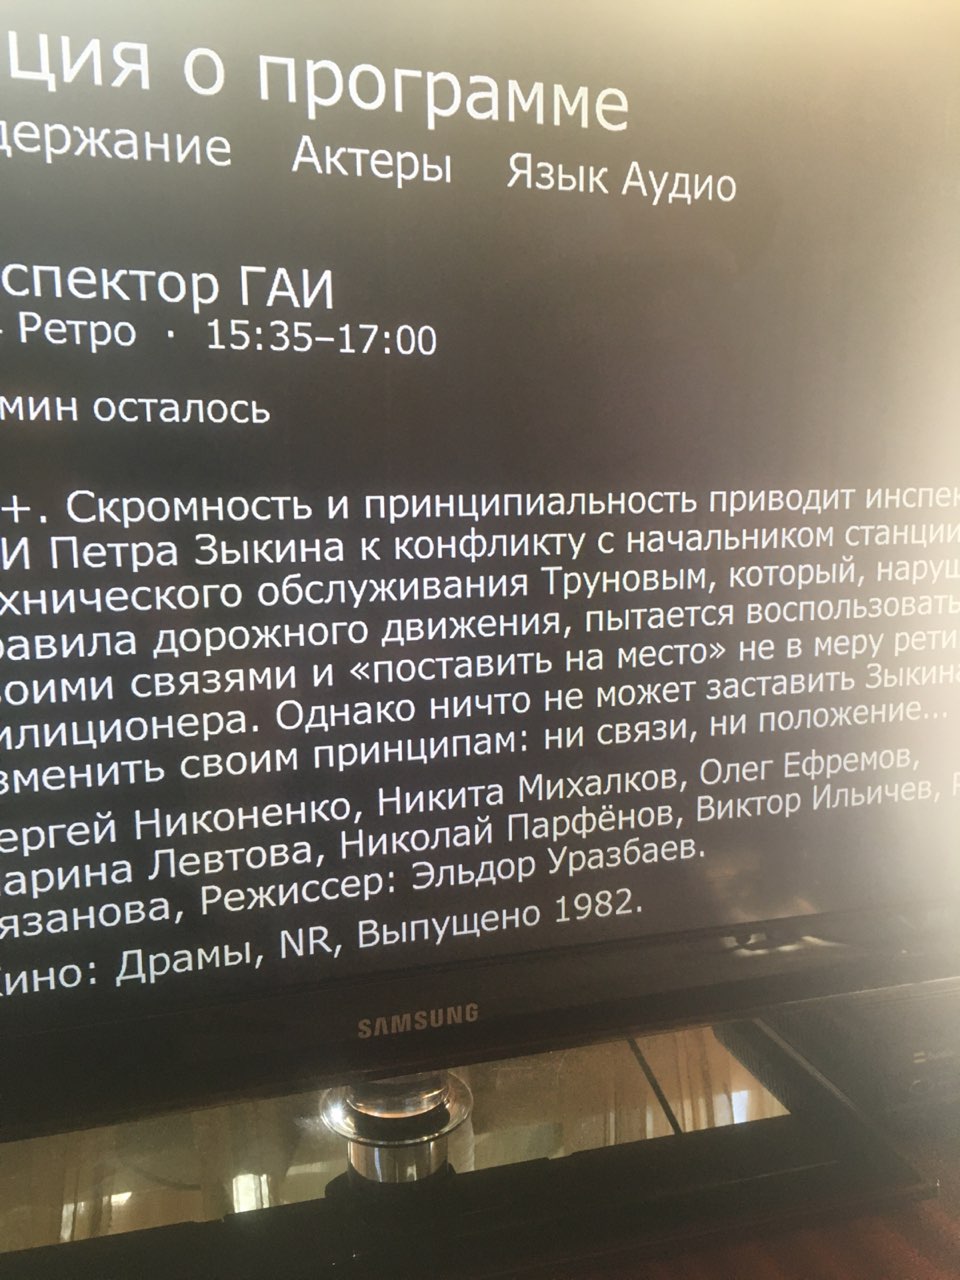 ция о программе
держание Актеры Язык Аудио
спектор ГАИ
Ретро · 15:35–17:00
мин осталось
+. Скромность и принципиальность приводит инспек
И Петра Зыкина к конфликту с начальником станции
хнического обслуживания Труновым, который, наруш
равила дорожного движения, пытается воспользовать
воими связями и «поставить на место» не в меру рети
илиционера. Однако ничто не может заставить Зыкина
зменить своим принципам: ни связи, ни положение...
ергей Никоненко, Никита Михалков, Олег Ефремов,
арина Левтова, Николай Парфёнов, Виктор Ильичев, Р
язанова, Режиссер: Эльдор Уразбаев.
Кино: Драмы, NR, Выпущено 1982.
SAMSUNG